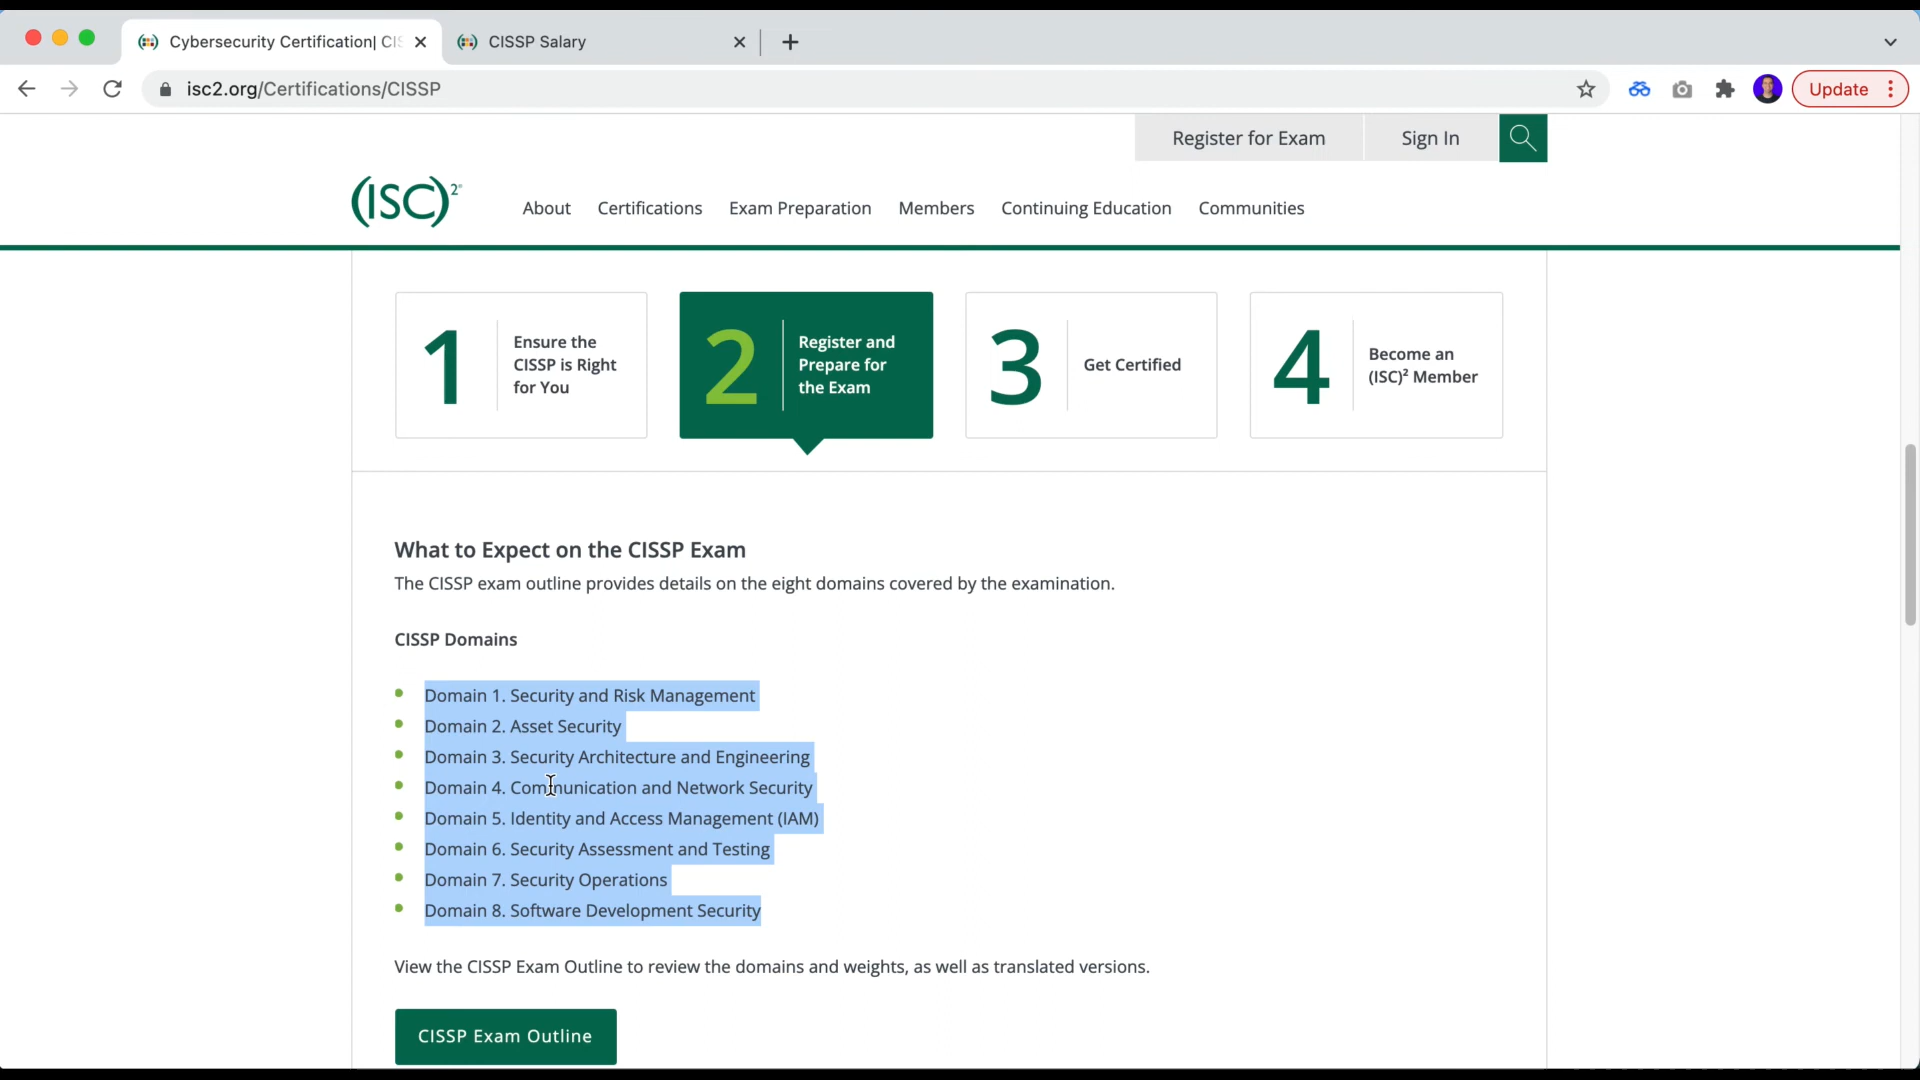 Cybersecurity Certification| CIS
CISSP Salary
isc2.org/Certifications/CISSP
Update
Register for Exam
Sign In
(ISC)²®
About
Certifications
Exam Preparation
Members
Continuing Education
Communities
1
Ensure the
CISSP is Right
for You
2
Register and
Prepare for
the Exam
3
Get Certified
4
Become an
(ISC)² Member
What to Expect on the CISSP Exam
The CISSP exam outline provides details on the eight domains covered by the examination.
CISSP Domains
Domain 1. Security and Risk Management
Domain 2. Asset Security
Domain 3. Security Architecture and Engineering
Domain 4. Communication and Network Security
Domain 5. Identity and Access Management (IAM)
Domain 6. Security Assessment and Testing
Domain 7. Security Operations
Domain 8. Software Development Security
View the CISSP Exam Outline to review the domains and weights, as well as translated versions.
CISSP Exam Outline